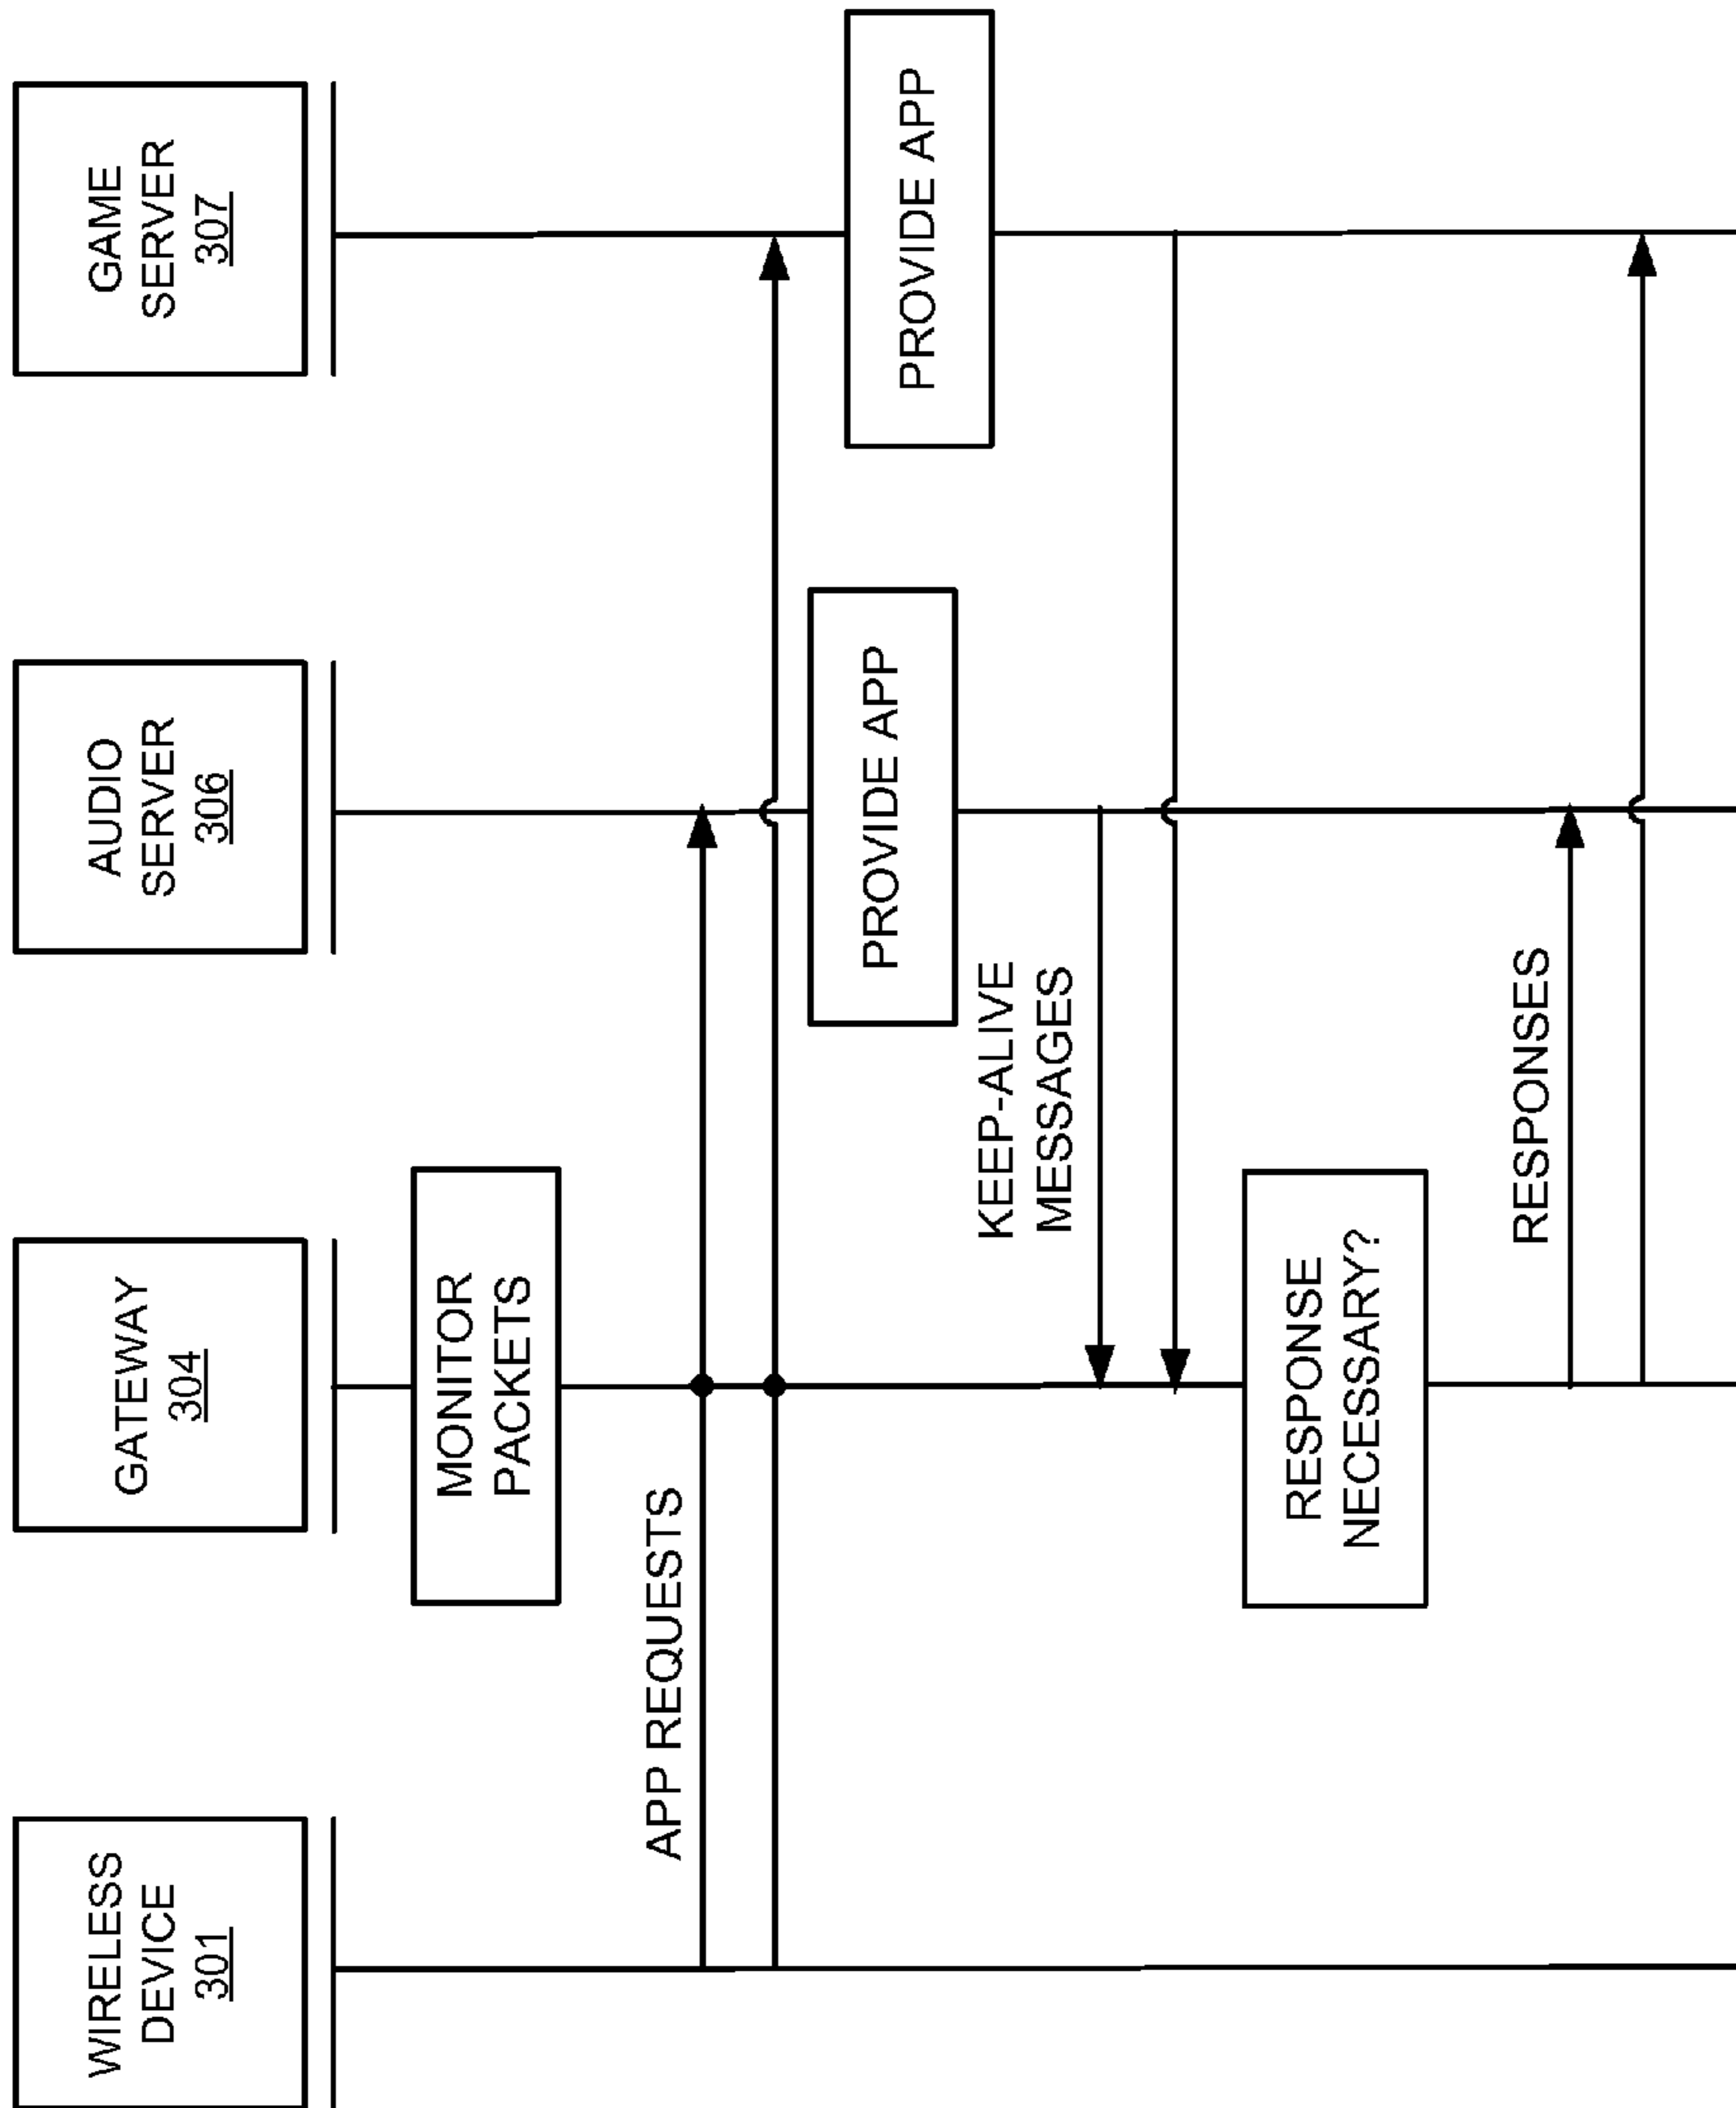 WIRELESS
DEVICE
301
GATEWAY
304
AUDIO
SERVER
306
GAME
SERVER
307
MONITOR
PACKETS
APP REQUESTS
PROVIDE APP
PROVIDE APP
KEEP-ALIVE
MESSAGES
RESPONSE
NECESSARY?
RESPONSES